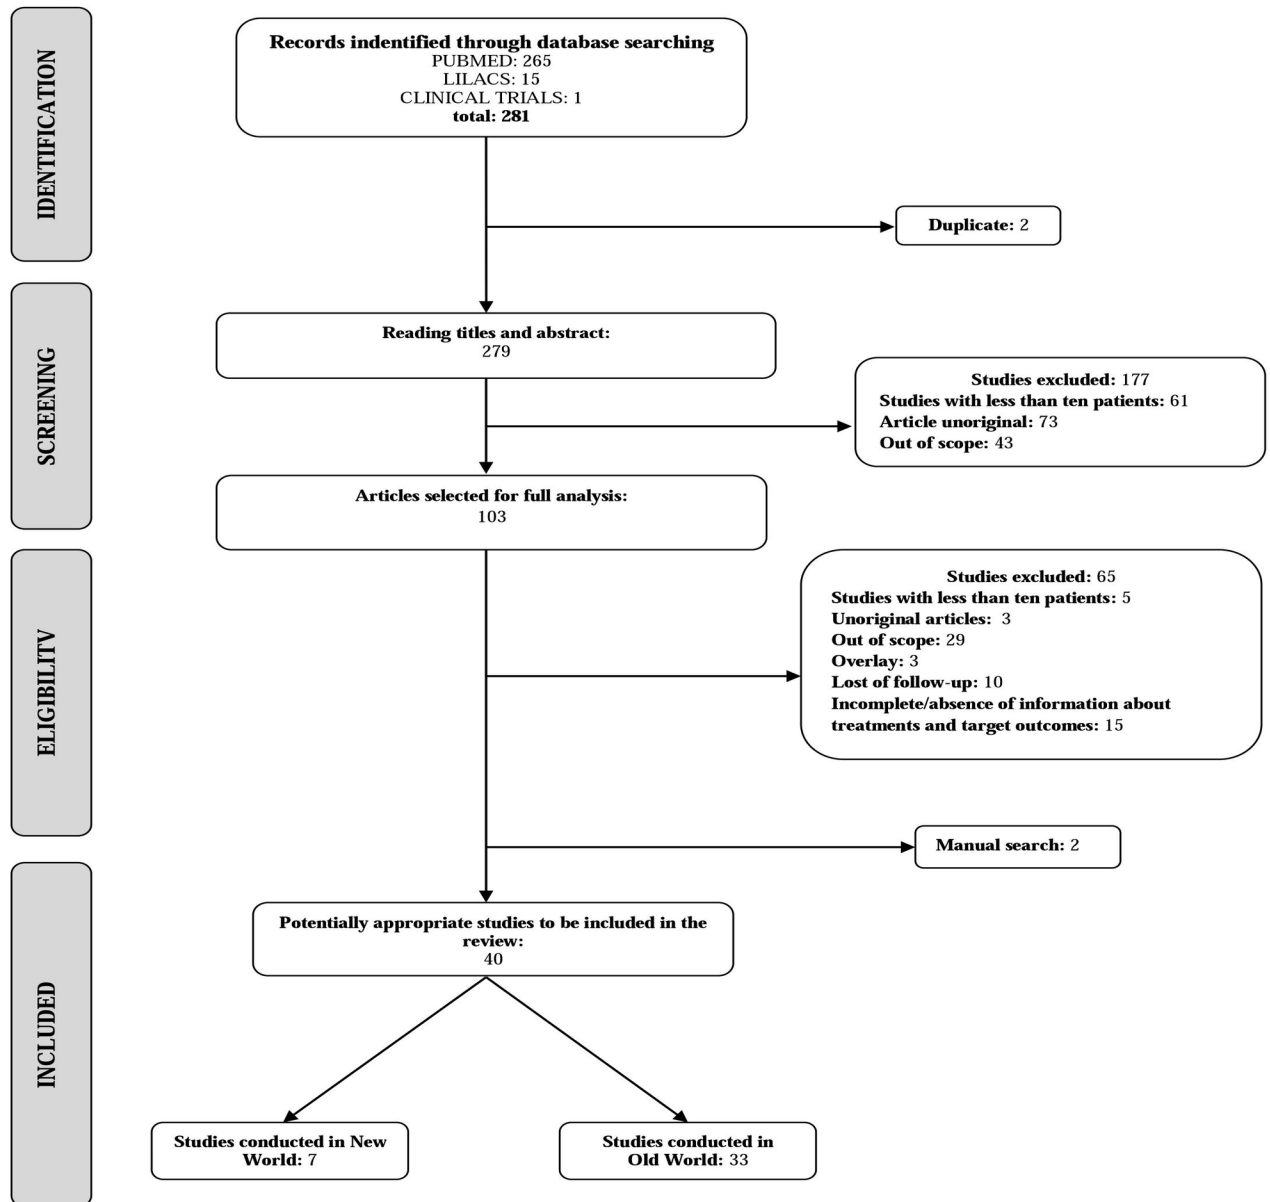 IDENTIFICATION
Records indentified through database searching
PUBMED: 265
LILACS: 15
CLINICAL TRIALS: 1
total: 281
Duplicate: 2
SCREENING
Reading titles and abstract:
279
Studies excluded: 177
Studies with less than ten patients: 61
Article unoriginal: 73
Out of scope: 43
Articles selected for full analysis:
103
ELIGIBILITV
Studies excluded: 65
Studies with less than ten patients: 5
Unoriginal articles: 3
Out of scope: 29
Overlay: 3
Lost of follow-up: 10
Incomplete/absence of information about
treatments and target outcomes: 15
Manual search: 2
INCLUDED
Potentially appropriate studies to be included in the
review:
40
Studies conducted in New
World: 7
Studies conducted in
Old World: 33